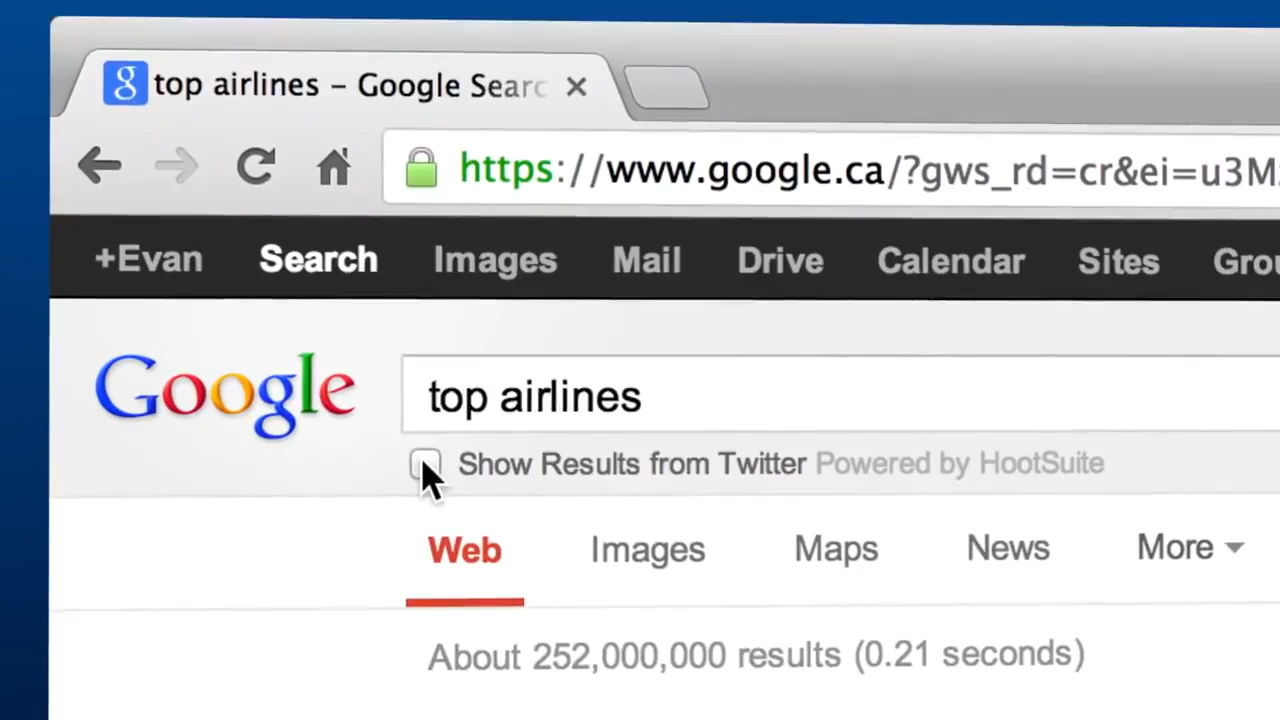 g top airlines – Google Searc
https://www.google.ca/?gws_rd=cr&ei=u3M
+Evan Search Images Mail Drive Calendar Sites Grou
Google top airlines
Show Results from Twitter Powered by HootSuite
Web Images Maps News More
About 252,000,000 results (0.21 seconds)